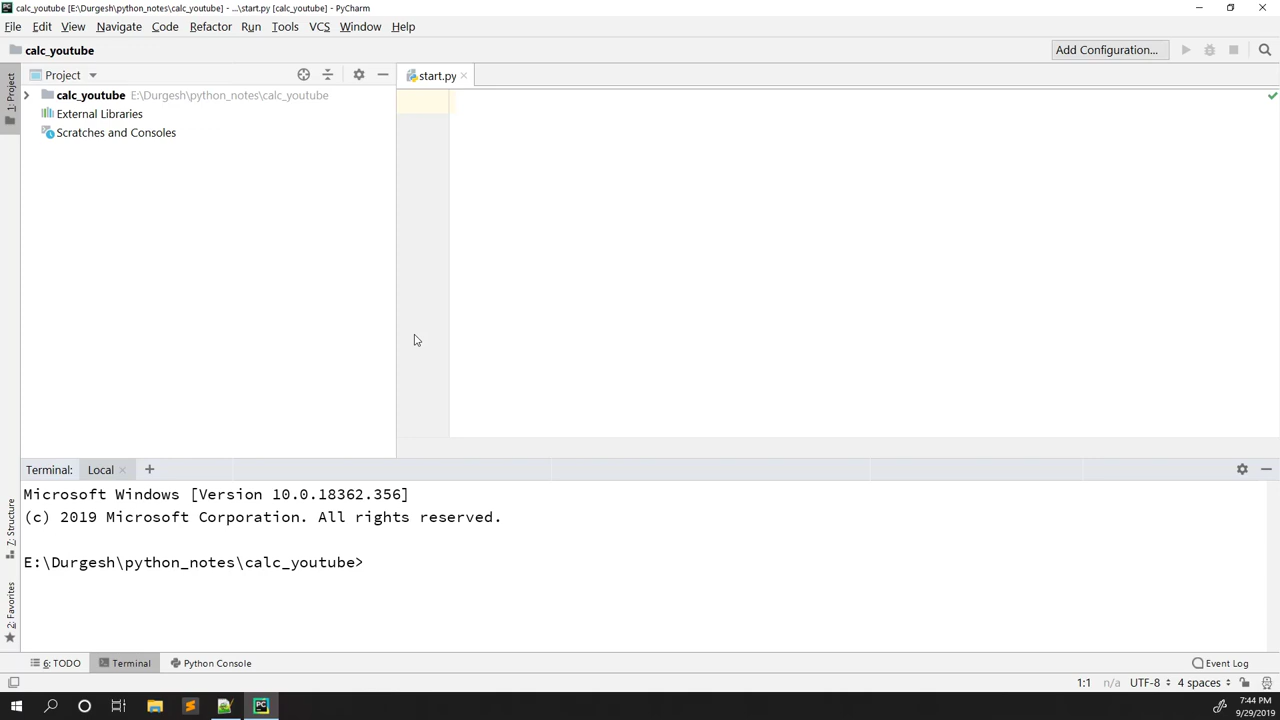 calc_youtube [E:\Durgesh\python_notes\calc_youtube] - ...\start.py [calc_youtube] - PyCharm
File Edit View Navigate Code Refactor Run Tools VCS Window Help
calc_youtube
Add Configuration...
1: Project
Project
start.py
calc_youtube E:\Durgesh\python_notes\calc_youtube
External Libraries
Scratches and Consoles
Terminal: Local
Microsoft Windows [Version 10.0.18362.356]
(c) 2019 Microsoft Corporation. All rights reserved.
E:\Durgesh\python_notes\calc_youtube>
Z: Structure
2: Favorites
6: TODO Terminal Python Console
Event Log
1:1 n/a UTF-8 4 spaces
7:44 PM
9/29/2019